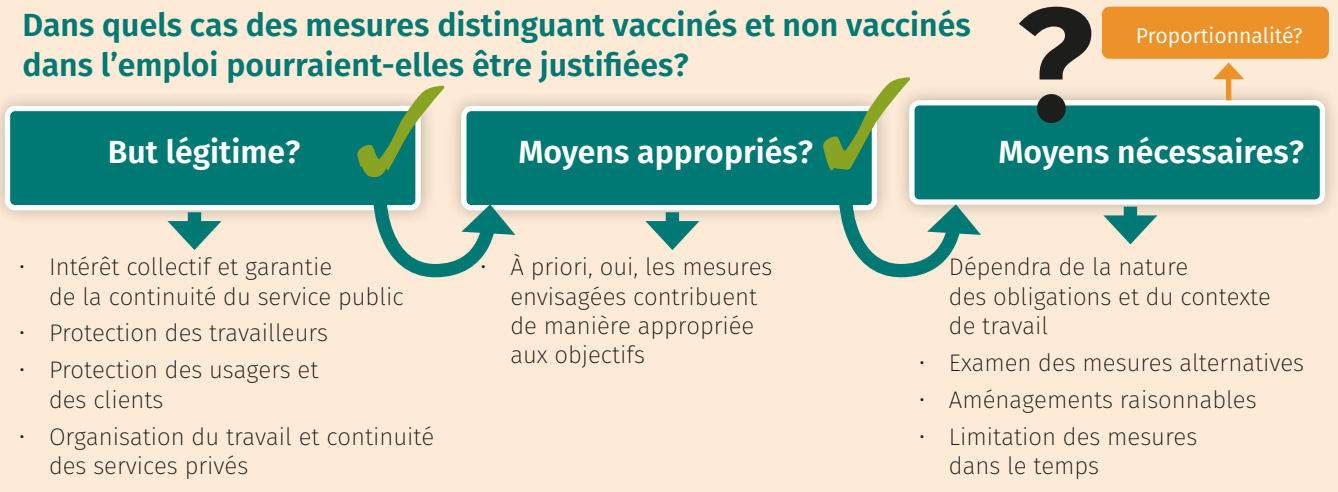 Dans quels cas des mesures distinguant vaccinés et non vaccinés
dans l’emploi pourraient-elles être justifiées?
?
Proportionnalité?
But légitime?
Moyens appropriés?
Moyens nécessaires?
· Intérêt collectif et garantie
de la continuité du service public
· Protection des travailleurs
· Protection des usagers et
des clients
· Organisation du travail et continuité
des services privés
· À priori, oui, les mesures
envisagées contribuent
de manière appropriée
aux objectifs
Dépendra de la nature
des obligations et du contexte
de travail
· Examen des mesures alternatives
· Aménagements raisonnables
· Limitation des mesures
dans le temps